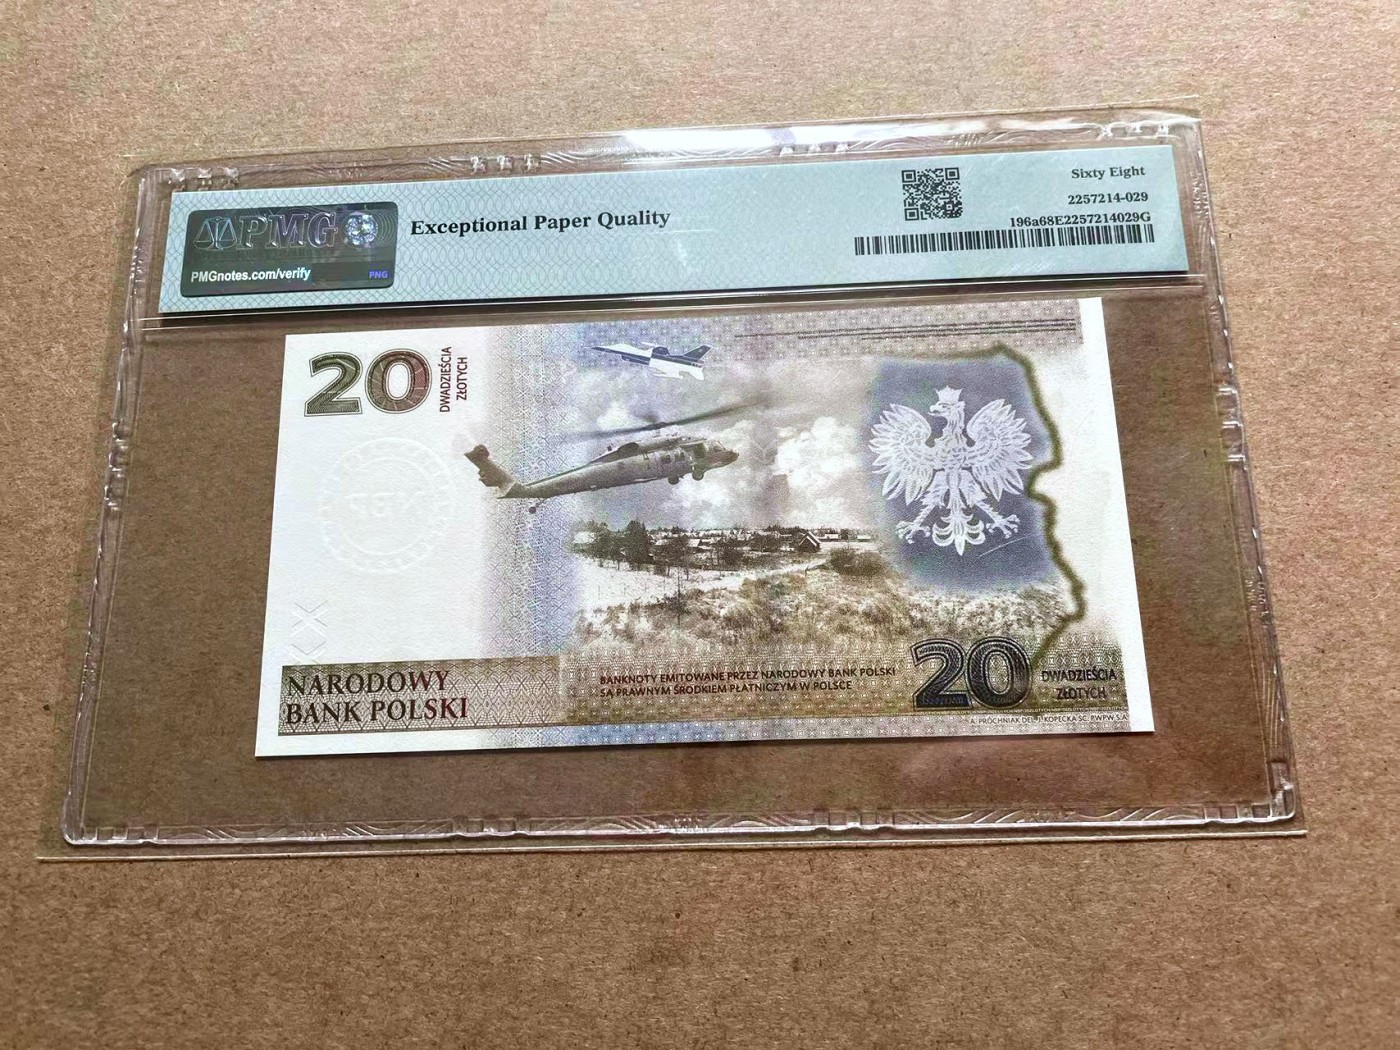 PMG
PMGnotes.com/verify
PNG
Exceptional Paper Quality
Sixty Eight
2257214-029
196a68E2257214029G
20
DWADZIEŚCIA
ZŁOTYCH
NBP
XX
NARODOWY
BANK POLSKI
BANKNOTY EMITOWANE PRZEZ NARODOWY BANK POLSKI
SĄ PRAWNYM ŚRODKIEM PŁATNICZYM W POLSCE
20
DWADZIEŚCIA
ZŁOTYCH
A. PRÓCHNIAK DEL. J. KOPECKA SC. PWPW S.A.